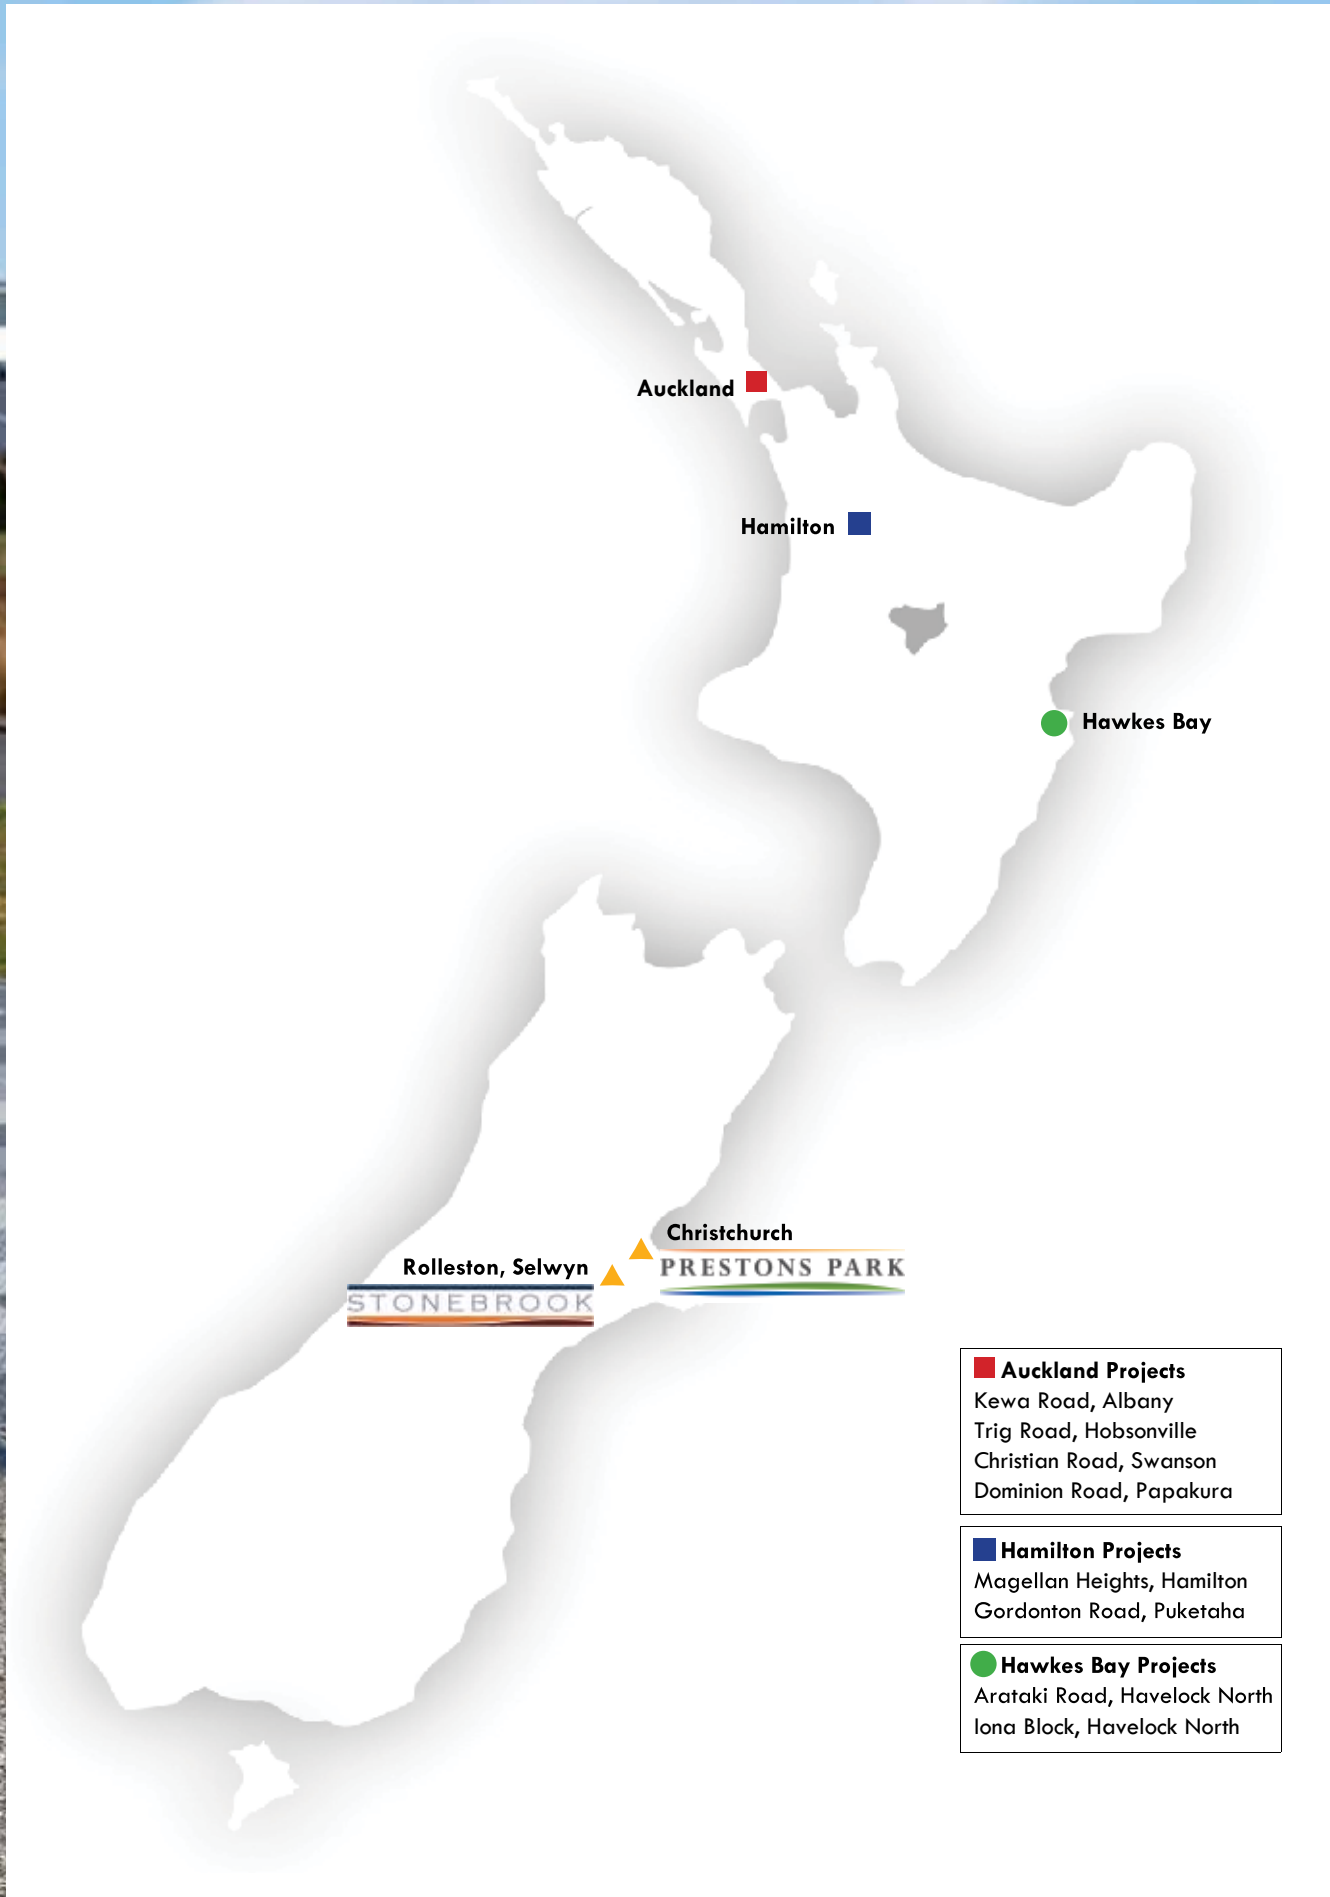 Auckland
Hamilton
Hawkes Bay
Christchurch
PRESTONS PARK
Rolleston, Selwyn
STONEBROOK
Auckland Projects
Kewa Road, Albany
Trig Road, Hobsonville
Christian Road, Swanson
Dominion Road, Papakura
Hamilton Projects
Magellan Heights, Hamilton
Gordonton Road, Puketaha
Hawkes Bay Projects
Arataki Road, Havelock North
Iona Block, Havelock North